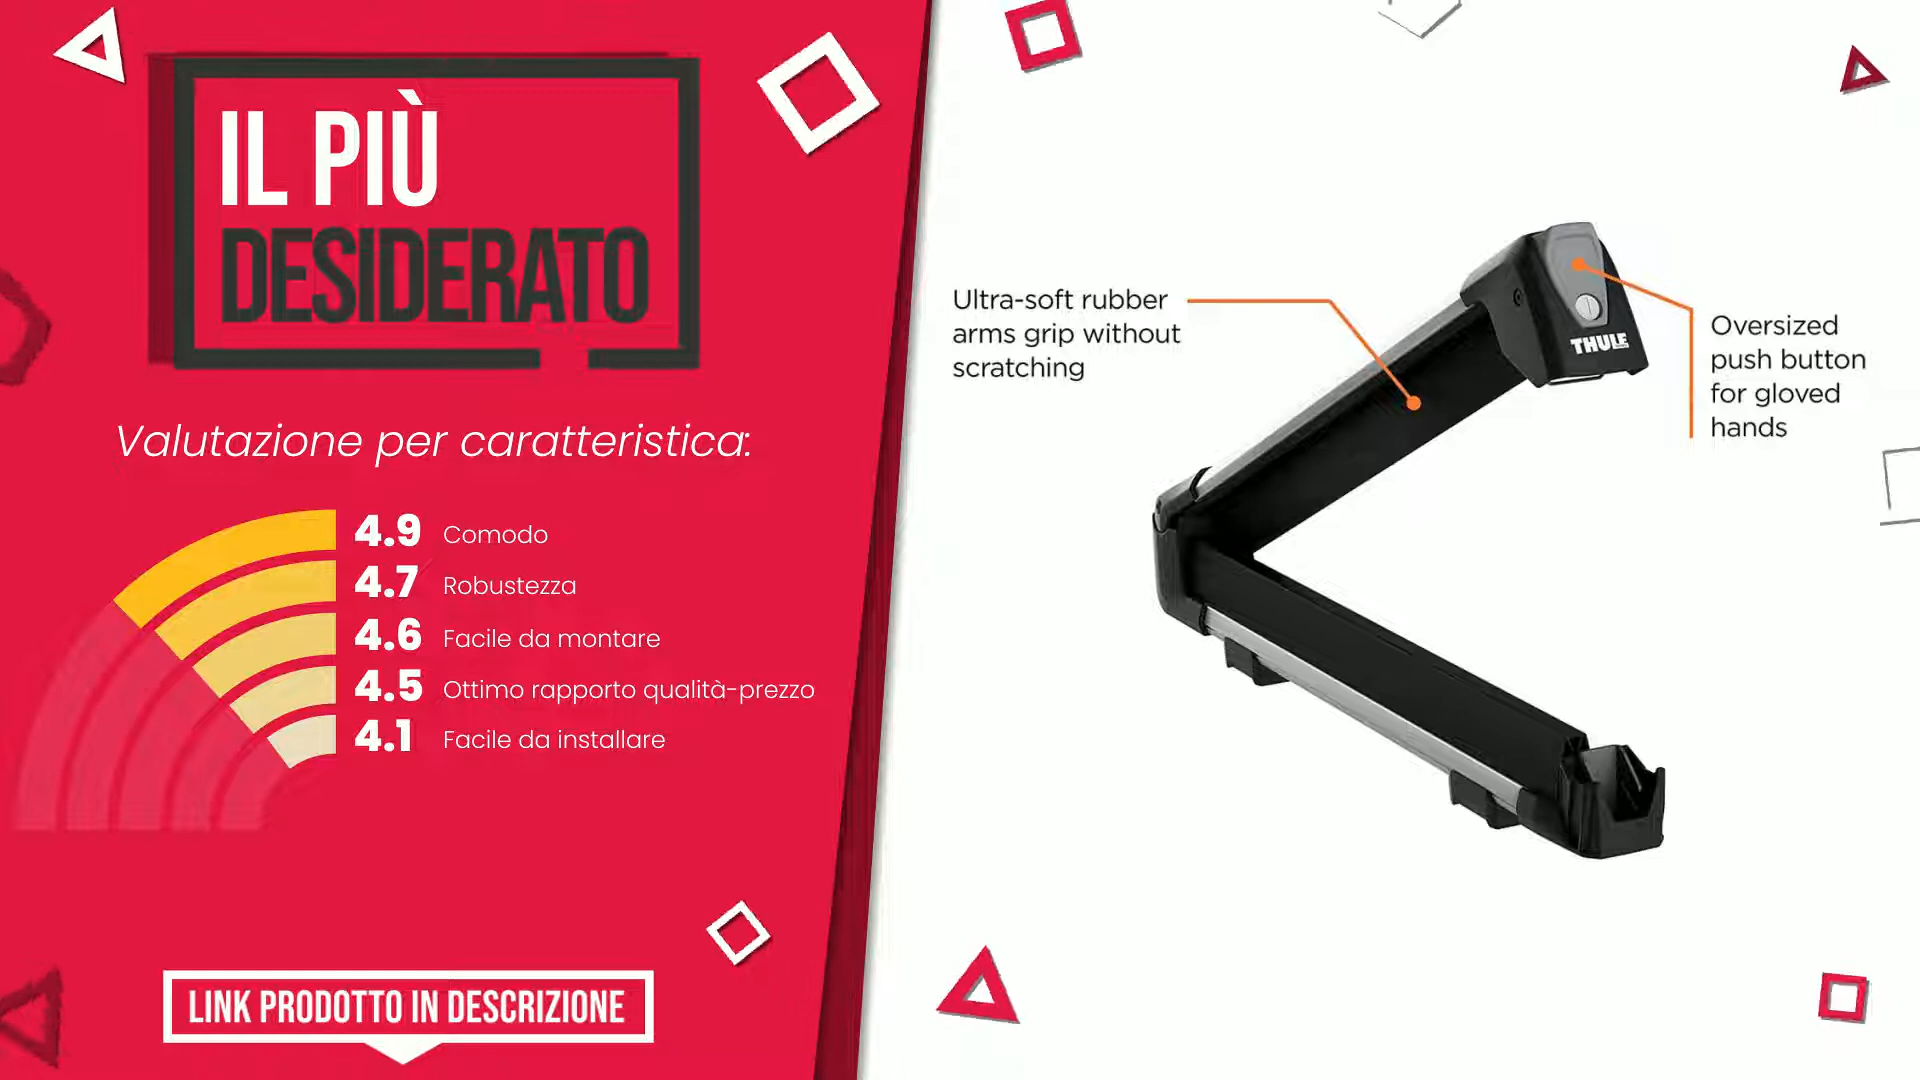 IL PIÙ
DESIDERATO
Valutazione per caratteristica:
4.9 Comodo
4.7 Robustezza
4.6 Facile da montare
4.5 Ottimo rapporto qualità-prezzo
4.1 Facile da installare
LINK PRODOTTO IN DESCRIZIONE
Ultra-soft rubber
arms grip without
scratching
THULE
Oversized
push button
for gloved
hands